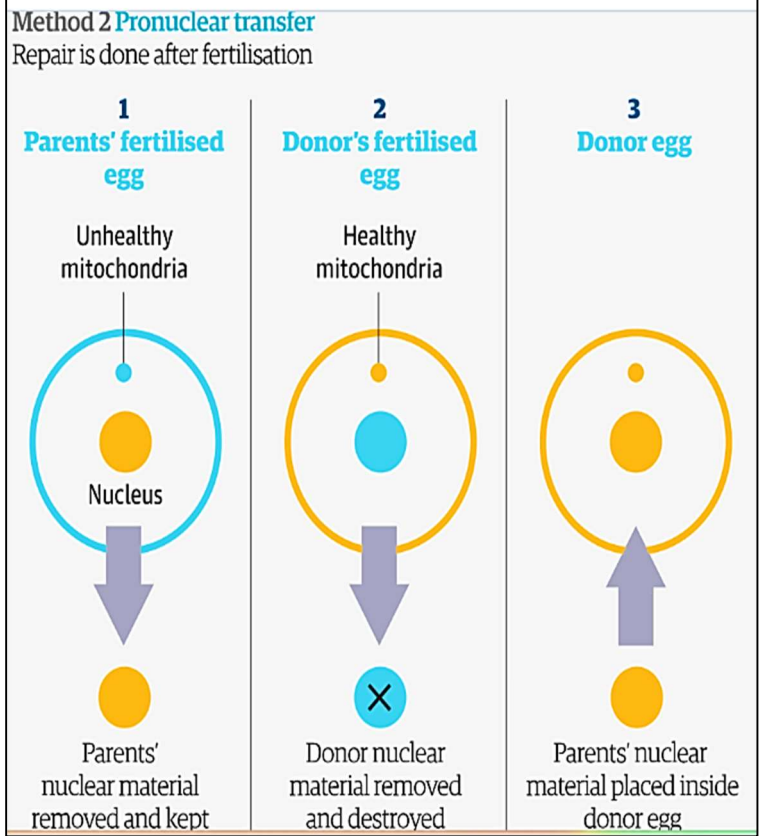 Method 2 Pronuclear transfer
Repair is done after fertilisation
1
Parents' fertilised
egg
Unhealthy
mitochondria
Nucleus
Parents'
nuclear material
removed and kept
2
Donor's fertilised
egg
Healthy
mitochondria
X
Donor nuclear
material removed
and destroyed
3
Donor egg
Parents' nuclear
material placed inside
donor egg